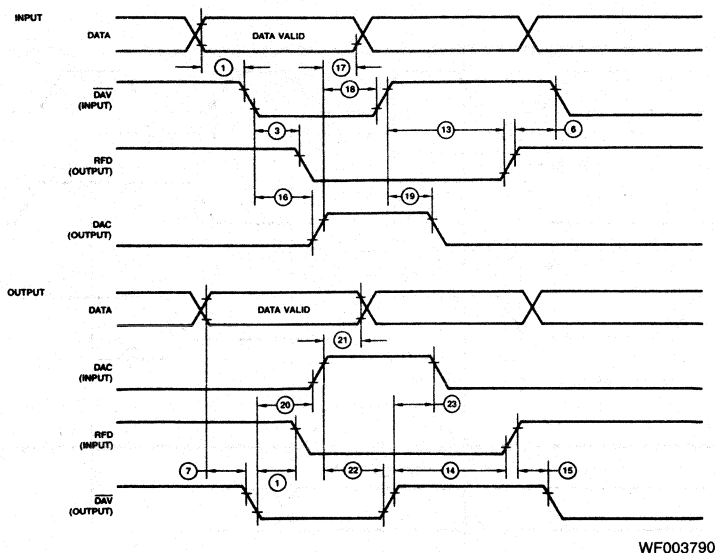 INPUT
DATA
DATA VALID
1
17
18
DAV
(INPUT)
3
13
6
RFD
(OUTPUT)
16
19
DAC
(OUTPUT)
OUTPUT
DATA
DATA VALID
21
DAC
(INPUT)
20
23
RFD
(INPUT)
7
1
22
14
15
DAV
(OUTPUT)
WF003790